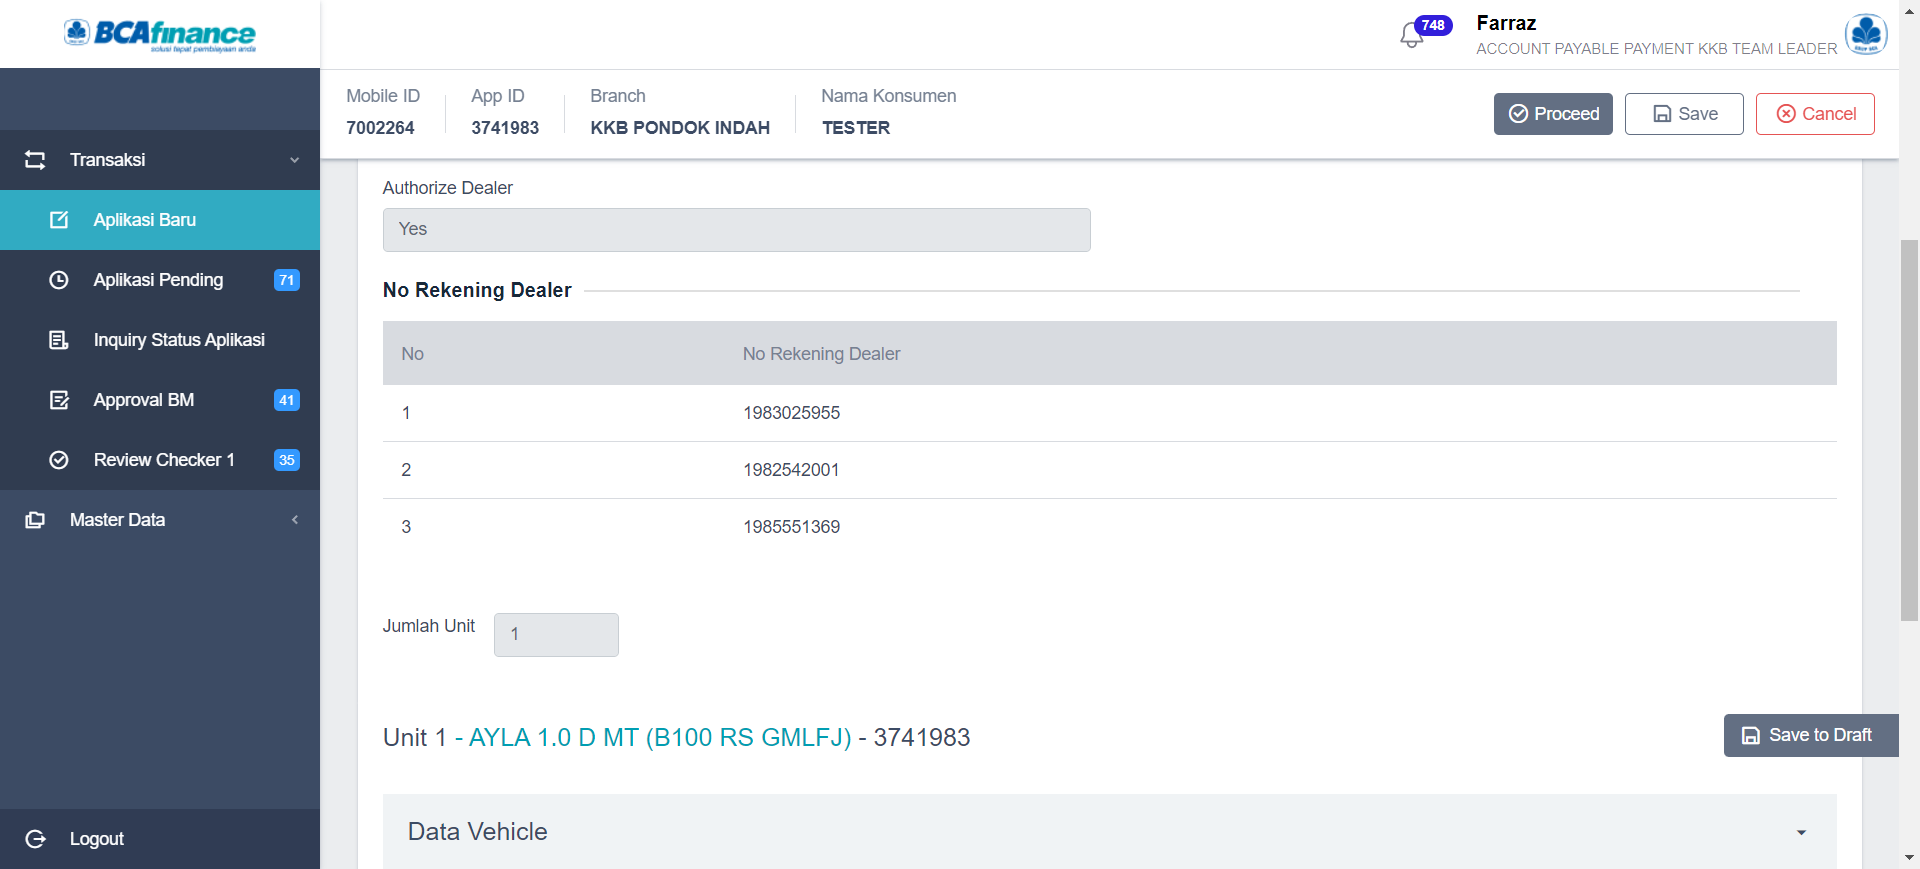 BCAfinance
solusi tepat pembiayaan anda
748
Farraz
ACCOUNT PAYABLE PAYMENT KKB TEAM LEADER
Mobile ID
7002264
App ID
3741983
Branch
KKB PONDOK INDAH
Nama Konsumen
TESTER
Proceed
Save
Cancel
Transaksi
Aplikasi Baru
Aplikasi Pending 71
Inquiry Status Aplikasi
Approval BM 41
Review Checker 1 35
Master Data
Logout
Authorize Dealer
Yes
No Rekening Dealer
No No Rekening Dealer
1 1983025955
2 1982542001
3 1985551369
Jumlah Unit 1
Unit 1 - AYLA 1.0 D MT (B100 RS GMLFJ) - 3741983
Save to Draft
Data Vehicle